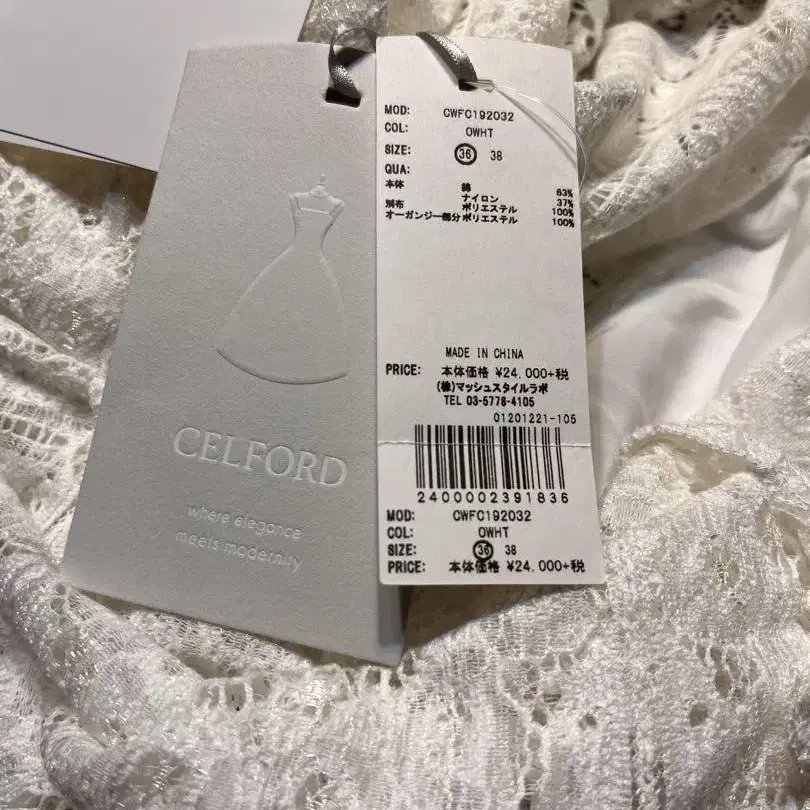 CELFORD
where elegance
meets modernity
MOD: CWFC192032
COL: OWHT
SIZE: 36 38
QUA:
本体 綿 63%
ナイロン 37%
別布 ポリエステル 100%
オーガンジー部分 ポリエステル 100%
MADE IN CHINA
PRICE: 本体価格 ¥24,000+税
(株)マッシュスタイルラボ
TEL 03-5778-4105
01201221-105
2400002391836
MOD: CWFC192032
COL: OWHT
SIZE: 36 38
PRICE: 本体価格 ¥24,000+税